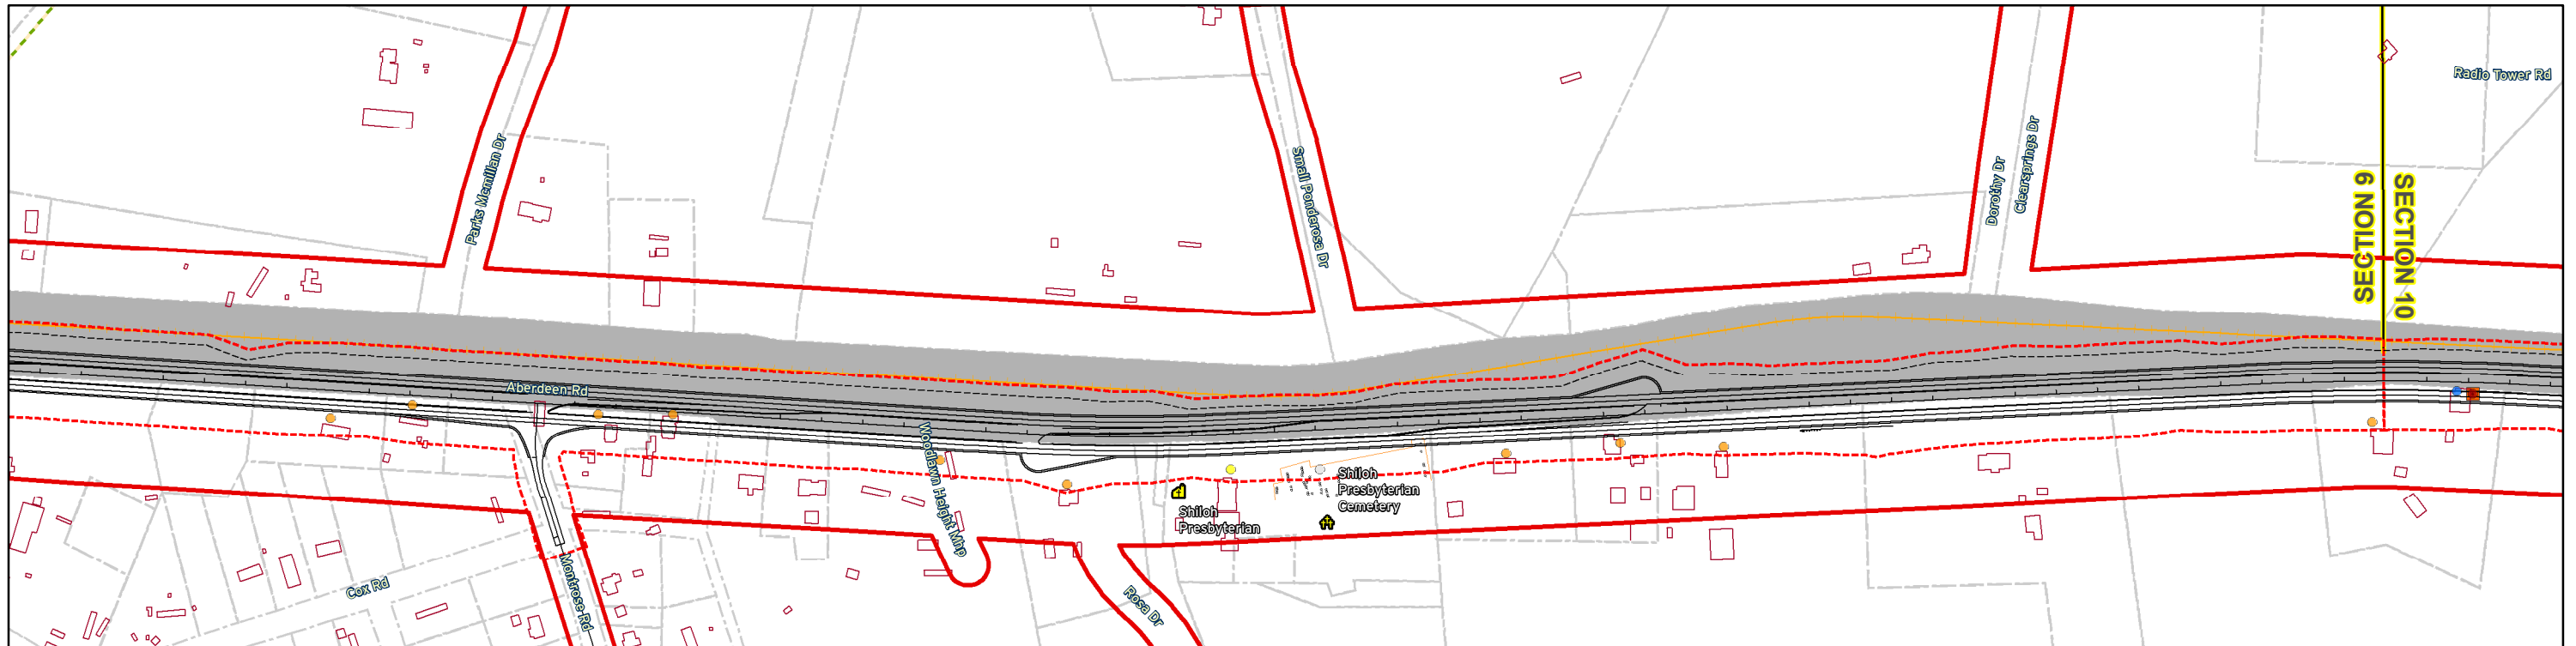 Radio Tower Rd
Parks Mcmillan Dr
Small Ponderosa Dr
Dorothy Dr
Clearsprings Dr
SECTION 9
SECTION 10
Aberdeen Rd
Woodlawn Height Mhp
Shiloh
Presbyterian
Cemetery
Shiloh
Presbyterian
Cox Rd
Montrose Rd
Rosa Dr